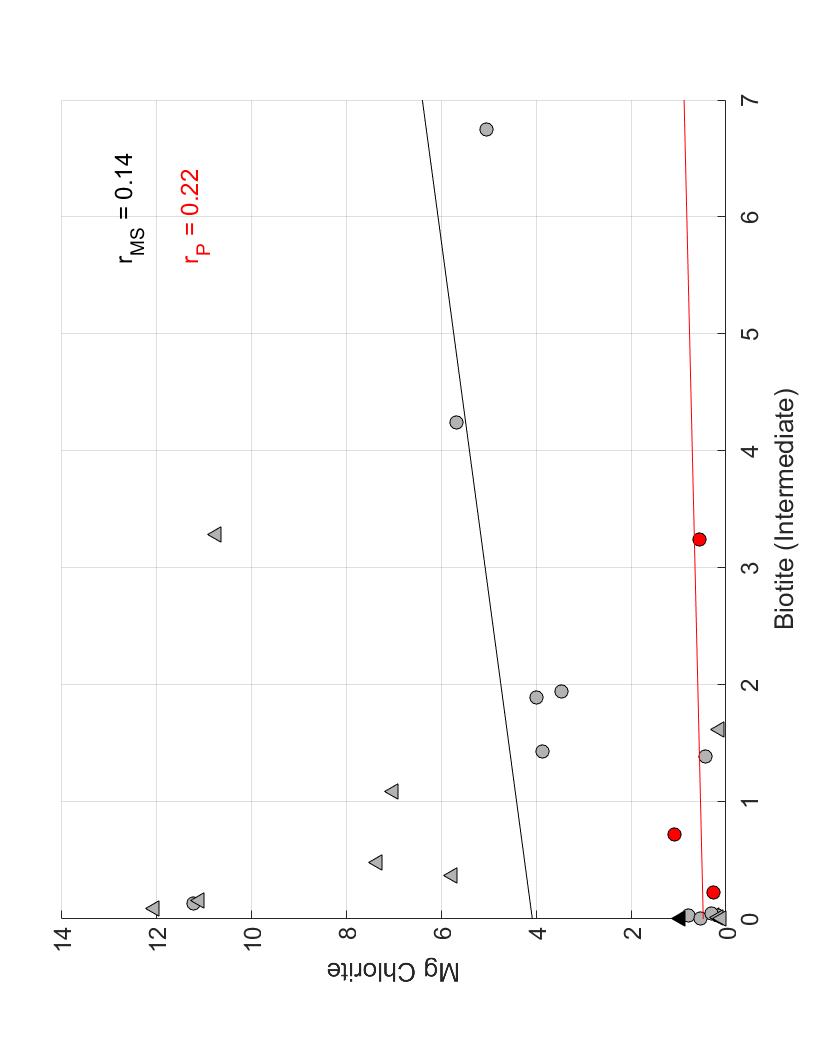 14
12
10
8
6
4
2
0
0 1 2 3 4 5 6 7
Mg Chlorite
Biotite (Intermediate)
r_MS = 0.14
r_P = 0.22